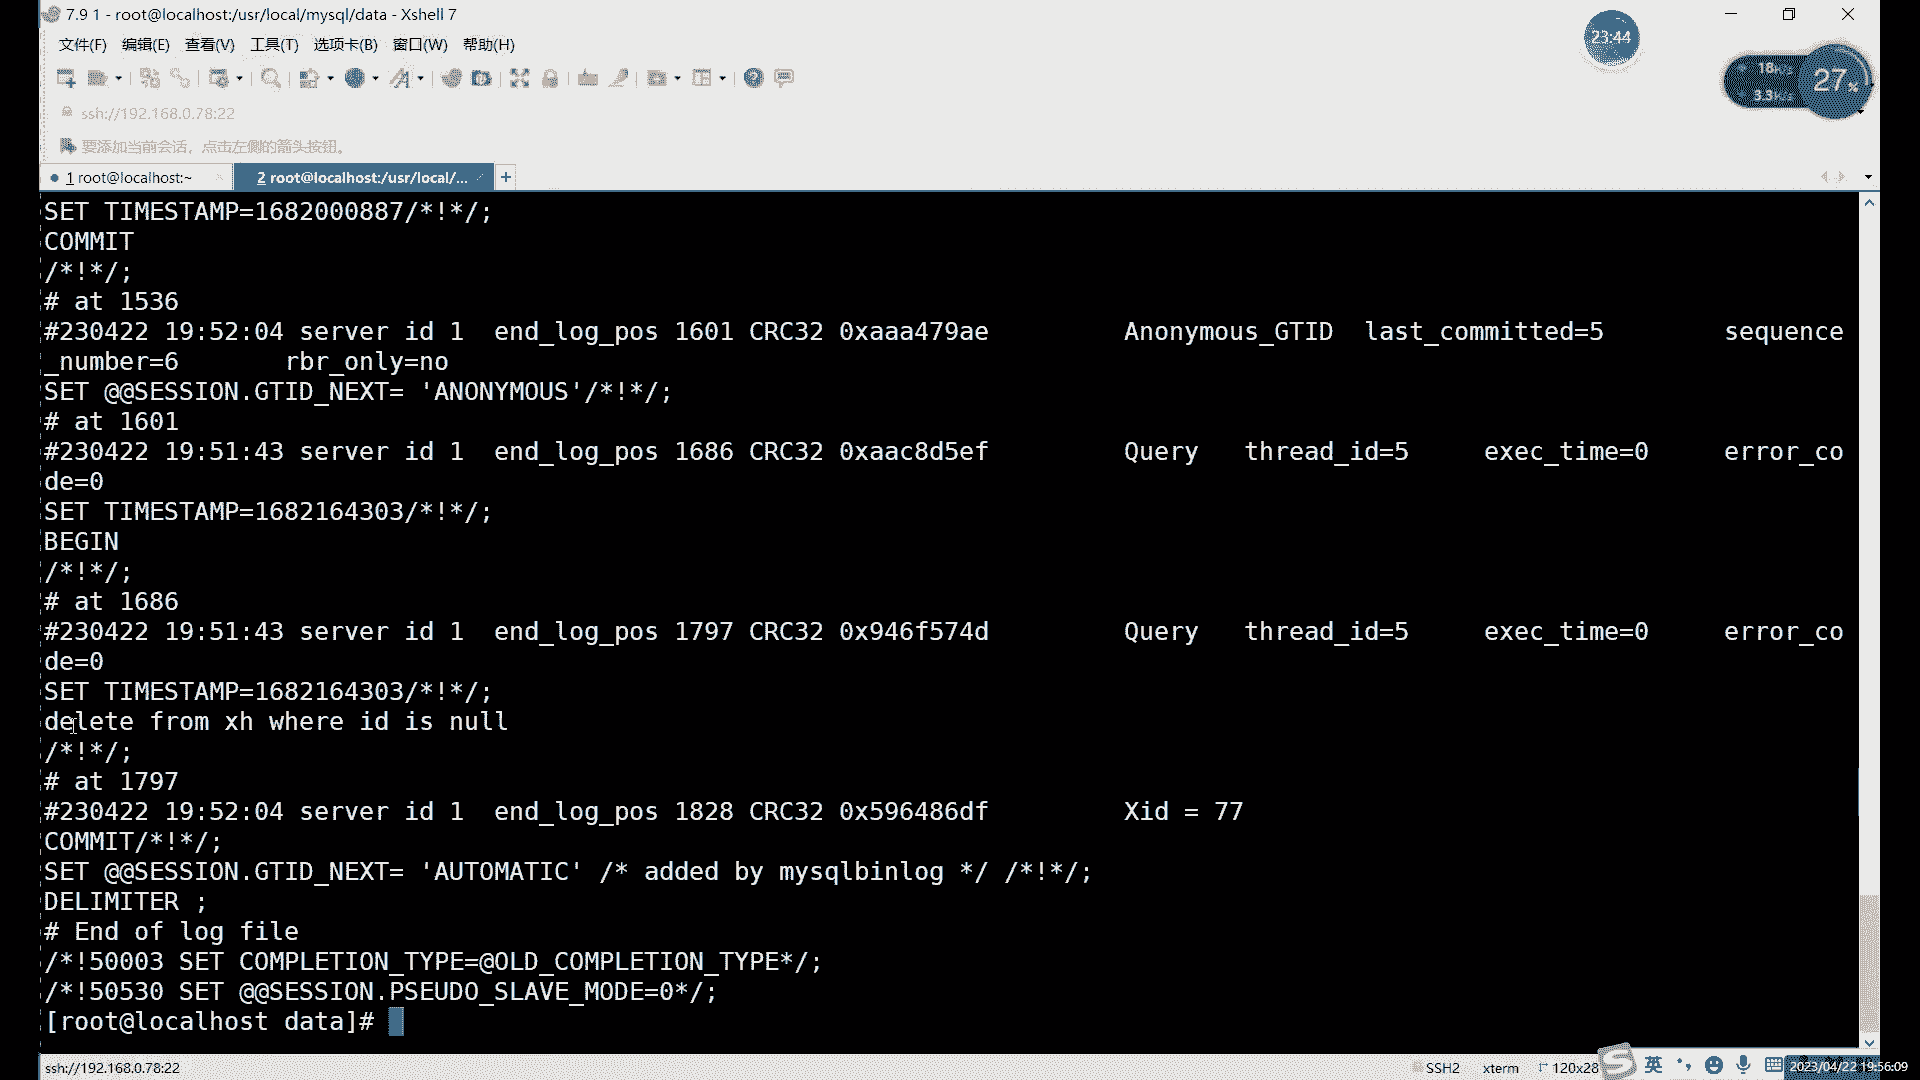 7.9 1 - root@localhost:/usr/local/mysql/data - Xshell 7
23:44
文件(F) 编辑(E) 查看(V) 工具(T) 选项卡(B) 窗口(W) 帮助(H)
18K/s
3.3K/s
27%
ssh://192.168.0.78:22
要添加当前会话，点击左侧的箭头按钮。
1 root@localhost:~
2 root@localhost:/usr/local/...
+
SET TIMESTAMP=1682000887/*!*/;
COMMIT
/*!*/;
# at 1536
#230422 19:52:04 server id 1  end_log_pos 1601 CRC32 0xaaa479ae         Anonymous_GTID  last_committed=5        sequence
_number=6       rbr_only=no
SET @@SESSION.GTID_NEXT= 'ANONYMOUS'/*!*/;
# at 1601
#230422 19:51:43 server id 1  end_log_pos 1686 CRC32 0xaac8d5ef         Query   thread_id=5     exec_time=0     error_co
de=0
SET TIMESTAMP=1682164303/*!*/;
BEGIN
/*!*/;
# at 1686
#230422 19:51:43 server id 1  end_log_pos 1797 CRC32 0x946f574d         Query   thread_id=5     exec_time=0     error_co
de=0
SET TIMESTAMP=1682164303/*!*/;
delete from xh where id is null
/*!*/;
# at 1797
#230422 19:52:04 server id 1  end_log_pos 1828 CRC32 0x596486df         Xid = 77
COMMIT/*!*/;
SET @@SESSION.GTID_NEXT= 'AUTOMATIC' /* added by mysqlbinlog */ /*!*/;
DELIMITER ;
# End of log file
/*!50003 SET COMPLETION_TYPE=@OLD_COMPLETION_TYPE*/;
/*!50530 SET @@SESSION.PSEUDO_SLAVE_MODE=0*/;
[root@localhost data]#
ssh://192.168.0.78:22
SSH2 xterm 120x28 英 2023/04/22 19:56:09